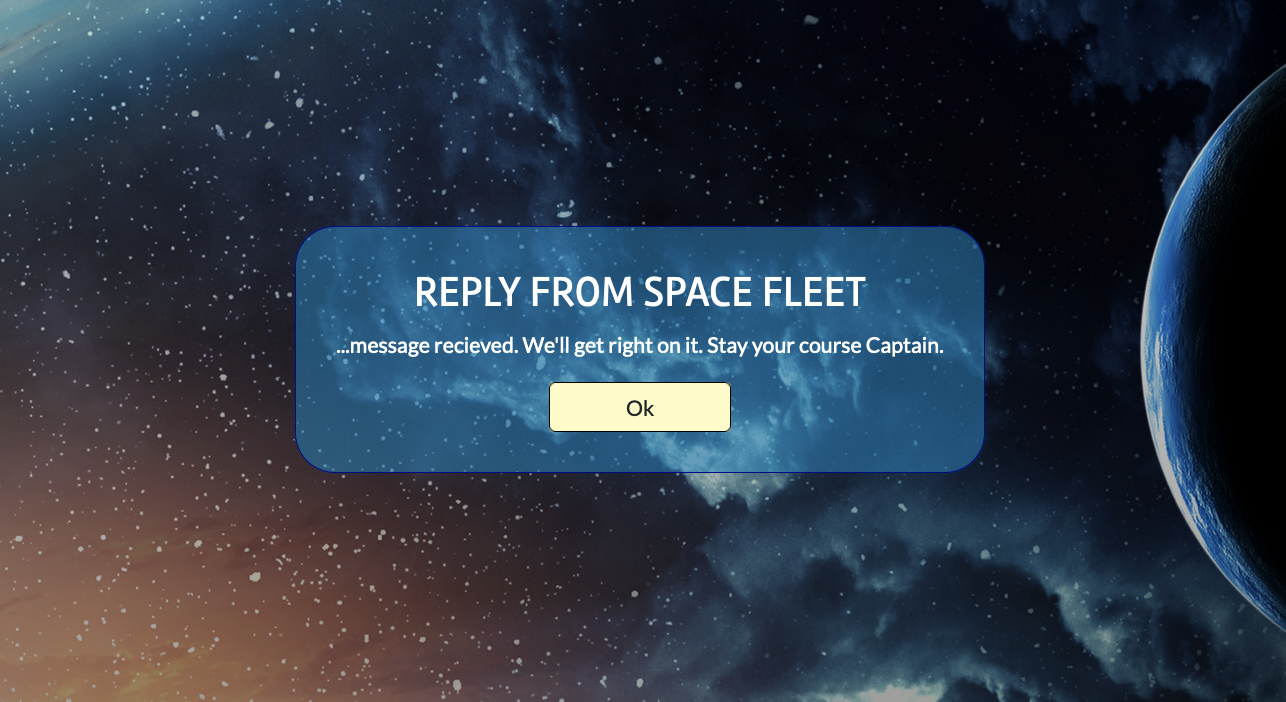 REPLY FROM SPACE FLEET
...message recieved. We'll get right on it. Stay your course Captain.
Ok